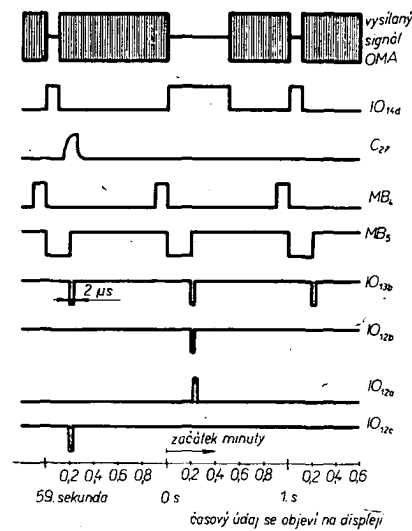 vysílaný
signál
OMA
IO14d
C27
MB4
MB5
2 µs
IO13b
IO12b
IO12a
IO12c
začátek minuty
0,2 0,4 0,6 0,8 0,2 0,4 0,6 0,8 0,2 0,4 0,6
59. sekunda 0 s 1. s
časový údaj se objeví na displeji